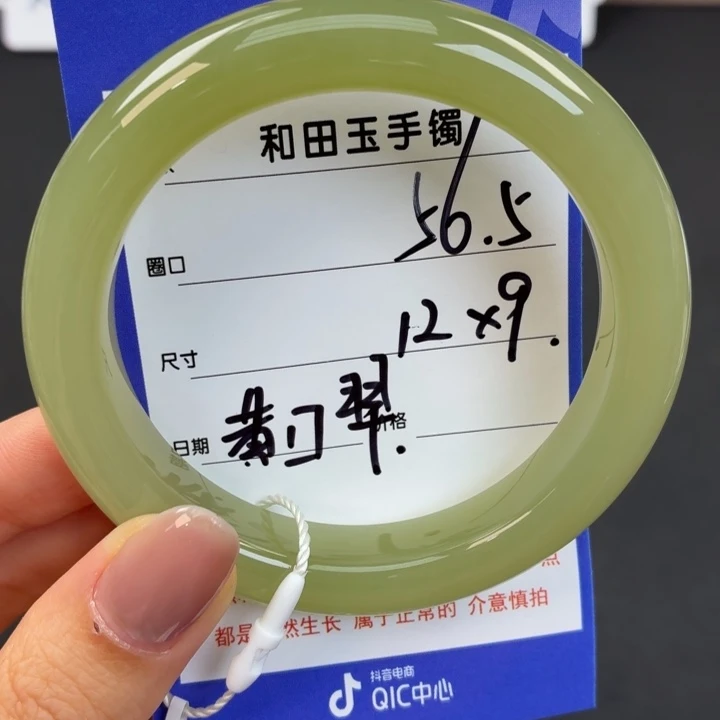 和田玉手镯
圈口 56.5
尺寸 12×9.
日期 黄口翠. 价格
点
都是 然生长 属于正常的 介意慎拍
抖音电商
QIC中心